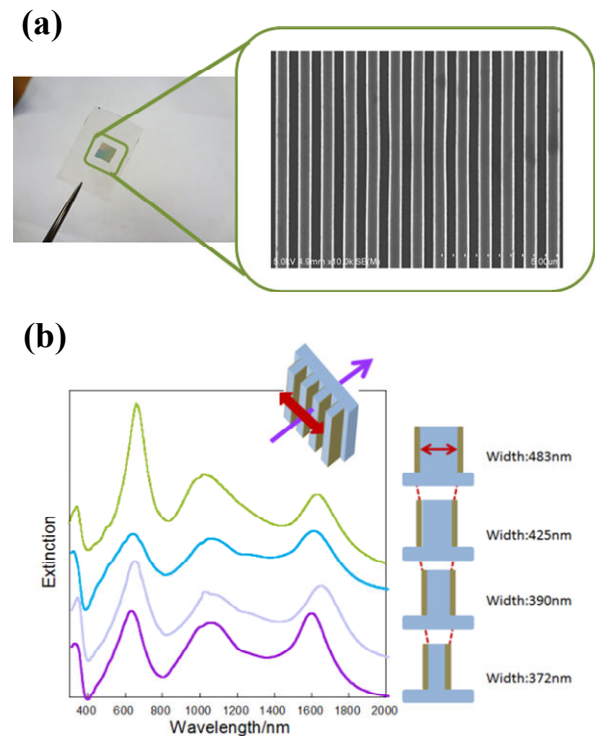 (a)
5.0kV 4.9mm x10.0k SE(M)
5.00um
(b)
Extinction
400 600 800 1000 1200 1400 1600 1800 2000
Wavelength/nm
Width:483nm
Width:425nm
Width:390nm
Width:372nm